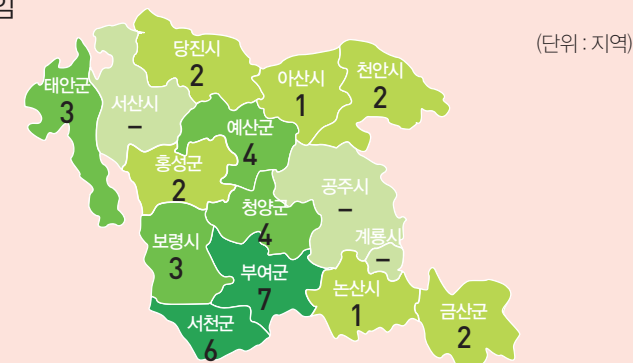 임
(단위 : 지역)
당진시
2
아산시
1
천안시
2
태안군
3
서산시
–
예산군
4
홍성군
2
공주시
–
청양군
4
계룡시
–
보령시
3
부여군
7
논산시
1
금산군
2
서천군
6